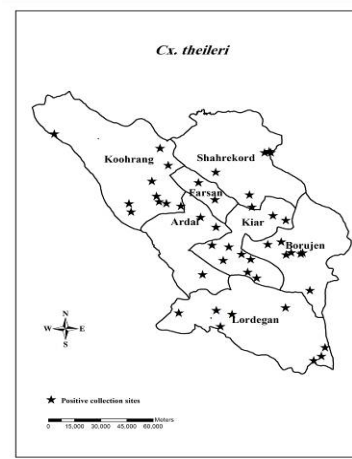 Cx. theileri
Koohrang
Shahrekord
Farsan
Ardal
Kiar
Borujen
Lordegan
N
W
E
S
Positive collection sites
Meters
0 15,000 30,000 45,000 60,000